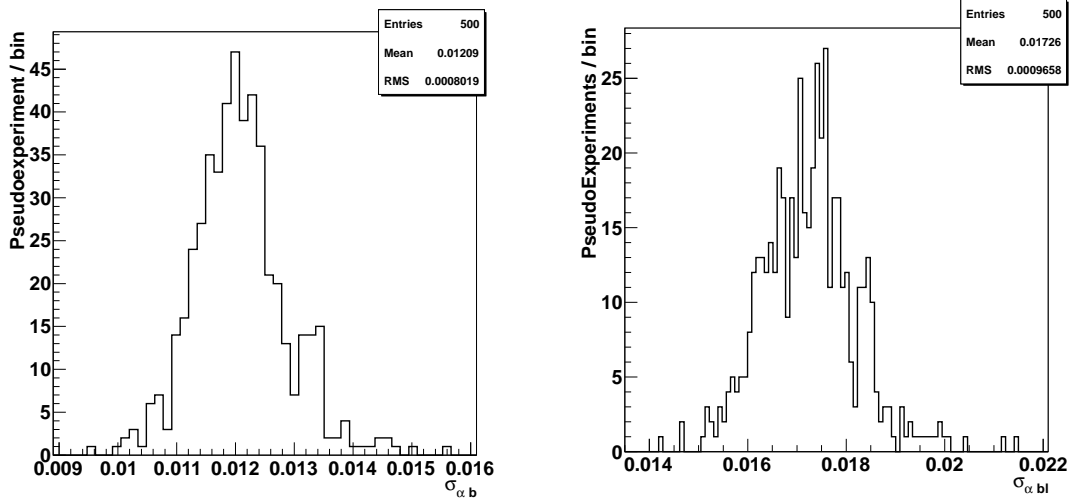 Entries 500
Mean 0.01209
RMS 0.0008019
Pseudoexperiment / bin
45
40
35
30
25
20
15
10
5
0
0.009 0.01 0.011 0.012 0.013 0.014 0.015 0.016
σα b
Entries 500
Mean 0.01726
RMS 0.0009658
PseudoExperiments / bin
25
20
15
10
5
0
0.014 0.016 0.018 0.02 0.022
σα bl